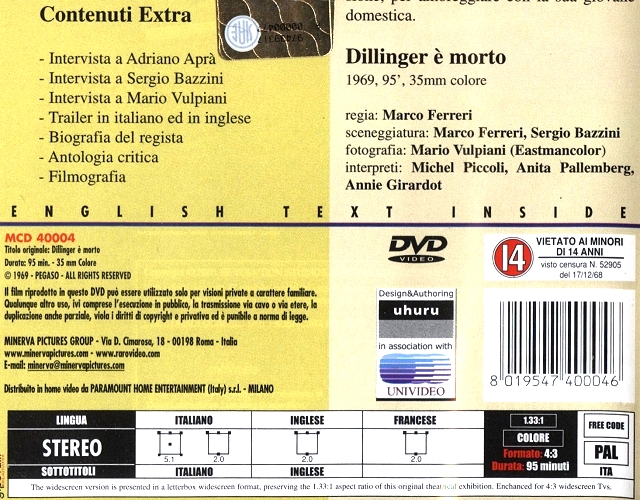 Contenuti Extra
- Intervista a Adriano Aprà
- Intervista a Sergio Bazzini
- Intervista a Mario Vulpiani
- Trailer in italiano ed in inglese
- Biografia del regista
- Antologia critica
- Filmografia
domestica.
Dillinger è morto
1969, 95’, 35mm colore
regia: Marco Ferreri
sceneggiatura: Marco Ferreri, Sergio Bazzini
fotografia: Mario Vulpiani (Eastmancolor)
interpreti: Michel Piccoli, Anita Pallemberg,
Annie Girardot
ENGLISH TEXT INSIDE
MCD 40004
Titolo originale: Dillinger è morto
Durata: 95 min. - 35 mm Colore
© 1969 - PEGASO - ALL RIGHTS RESERVED
Il film riprodotto in questo DVD può essere utilizzato solo per visioni private a carattere familiare.
Qualunque altro uso, ivi comprese l'esecuzione in pubblico, la trasmissione via cavo o via etere, la
duplicazione anche parziale, viola i diritti di copyright e privativa ed è punibile a norma di legge.
MINERVA PICTURES GROUP - Via D. Cimarosa, 18 - 00198 Roma - Italia
www.minervapictures.com - www.rarovideo.com
E-mail: minerva@minervapictures.com
Distribuito in home video da PARAMOUNT HOME ENTERTAINMENT (Italy) s.r.l. - MILANO
DVD
VIDEO
14
VIETATO AI MINORI
DI 14 ANNI
visto censura N. 52905
del 17/12/68
Design&Authoring
uhuru
in association with
UNIVIDEO
8 019547 400046
LINGUA ITALIANO INGLESE FRANCESE
STEREO 5.1 2.0 2.0 2.0
SOTTOTITOLI ITALIANO INGLESE
1.33:1
COLORE
Formato: 4:3
Durata: 95 minuti
FREE CODE
PAL
ITA
The widescreen version is presented in a letterbox widescreen format, preserving the 1.33:1 aspect ratio of this original theatrical exhibition. Enchanced for 4:3 widescreen Tvs.